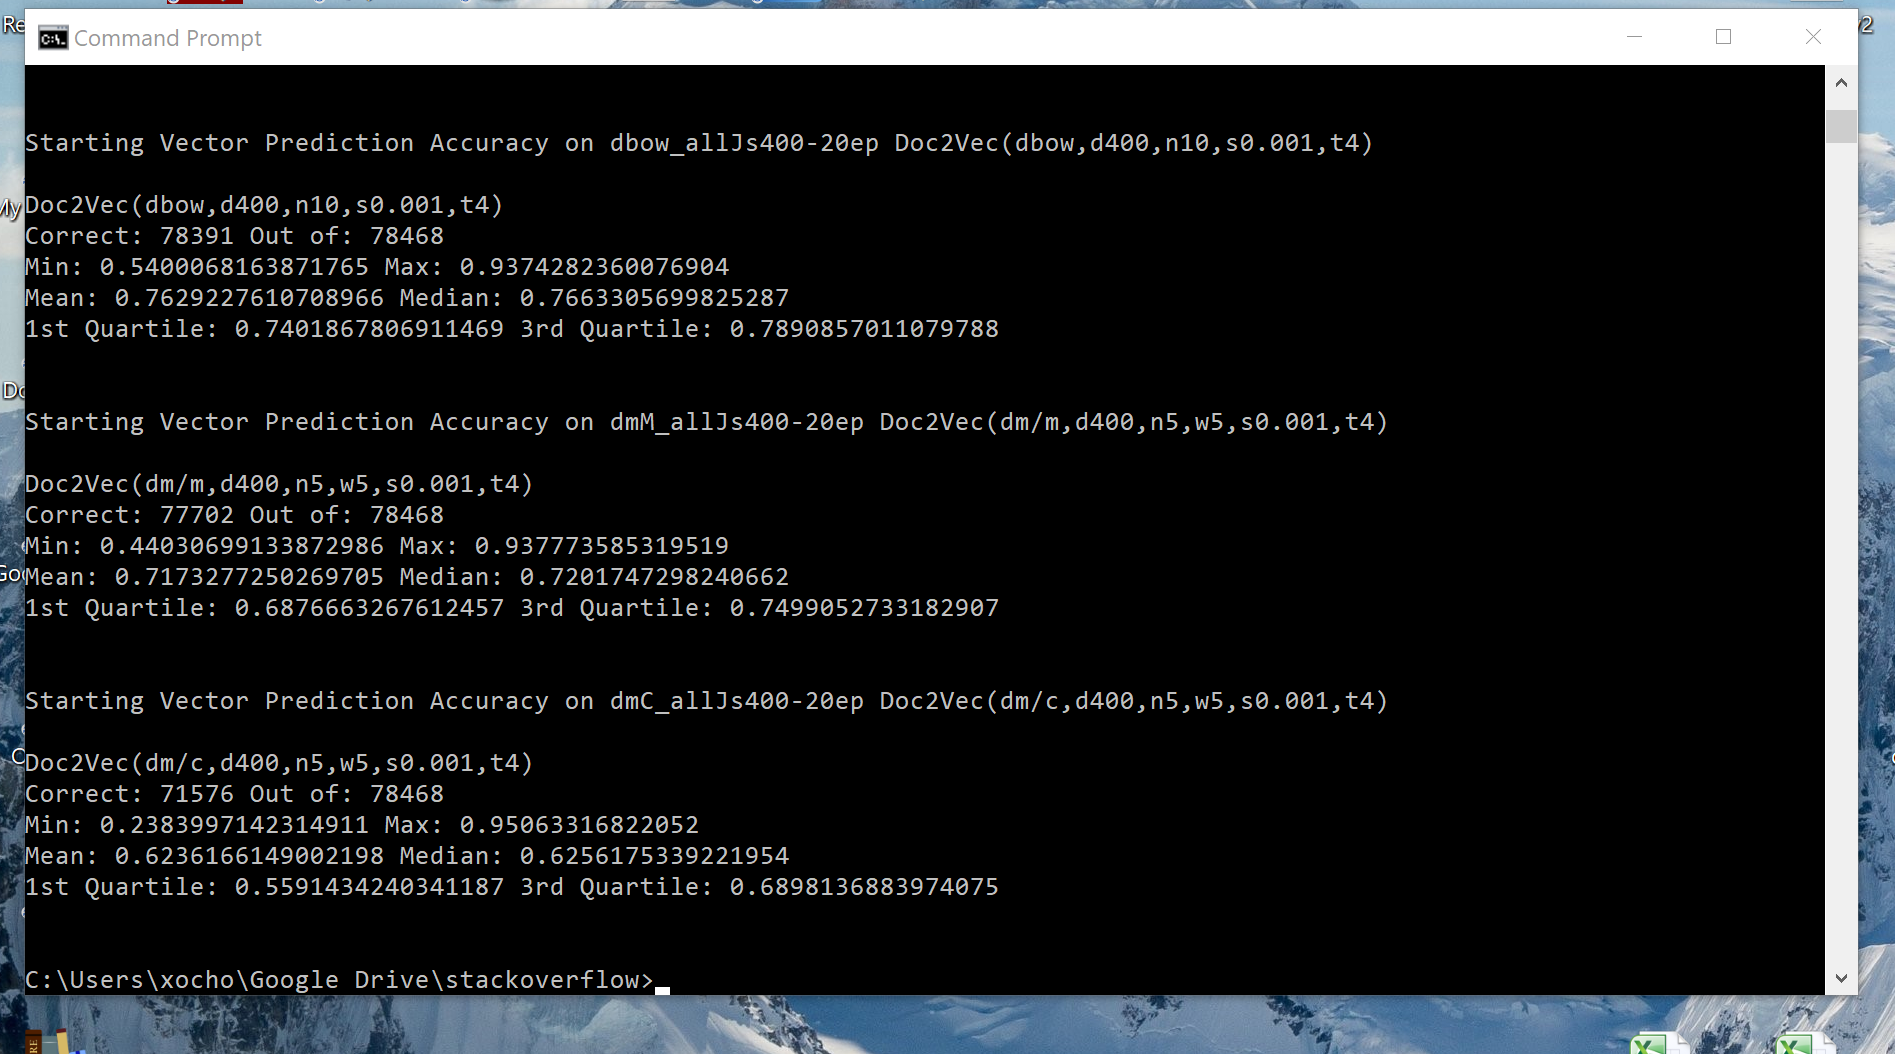 Command Prompt
Starting Vector Prediction Accuracy on dbow_allJs400-20ep Doc2Vec(dbow,d400,n10,s0.001,t4)
Doc2Vec(dbow,d400,n10,s0.001,t4)
Correct: 78391 Out of: 78468
Min: 0.5400068163871765 Max: 0.9374282360076904
Mean: 0.7629227610708966 Median: 0.7663305699825287
1st Quartile: 0.7401867806911469 3rd Quartile: 0.7890857011079788
Starting Vector Prediction Accuracy on dmM_allJs400-20ep Doc2Vec(dm/m,d400,n5,w5,s0.001,t4)
Doc2Vec(dm/m,d400,n5,w5,s0.001,t4)
Correct: 77702 Out of: 78468
Min: 0.44030699133872986 Max: 0.937773585319519
Mean: 0.7173277250269705 Median: 0.7201747298240662
1st Quartile: 0.6876663267612457 3rd Quartile: 0.7499052733182907
Starting Vector Prediction Accuracy on dmC_allJs400-20ep Doc2Vec(dm/c,d400,n5,w5,s0.001,t4)
Doc2Vec(dm/c,d400,n5,w5,s0.001,t4)
Correct: 71576 Out of: 78468
Min: 0.2383997142314911 Max: 0.95063316822052
Mean: 0.6236166149002198 Median: 0.6256175339221954
1st Quartile: 0.5591434240341187 3rd Quartile: 0.6898136883974075
C:\Users\xocho\Google Drive\stackoverflow>